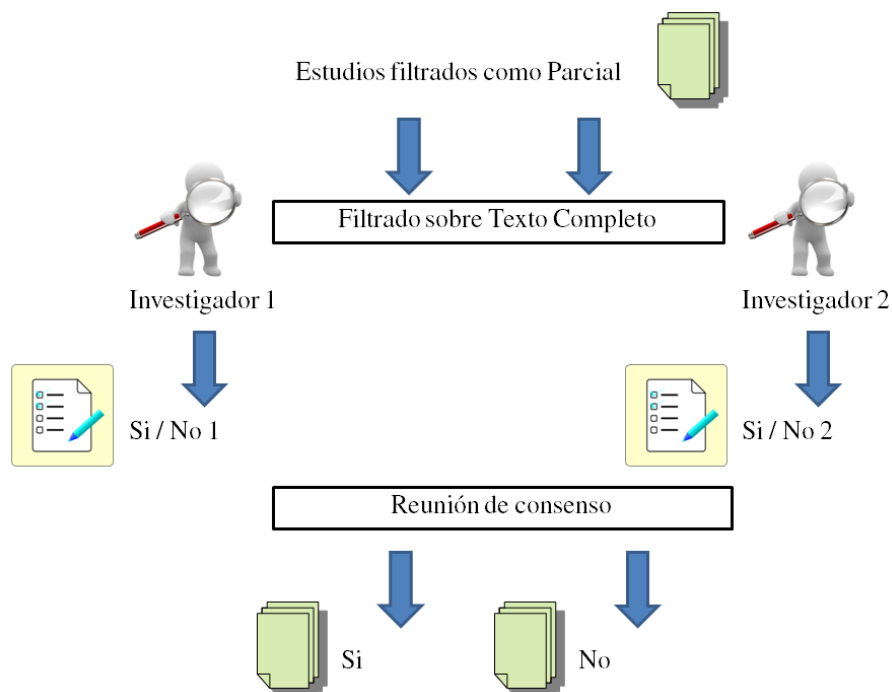 Estudios filtrados como Parcial
Filtrado sobre Texto Completo
Investigador 1
Investigador 2
Si / No 1
Si / No 2
Reunión de consenso
Si
No